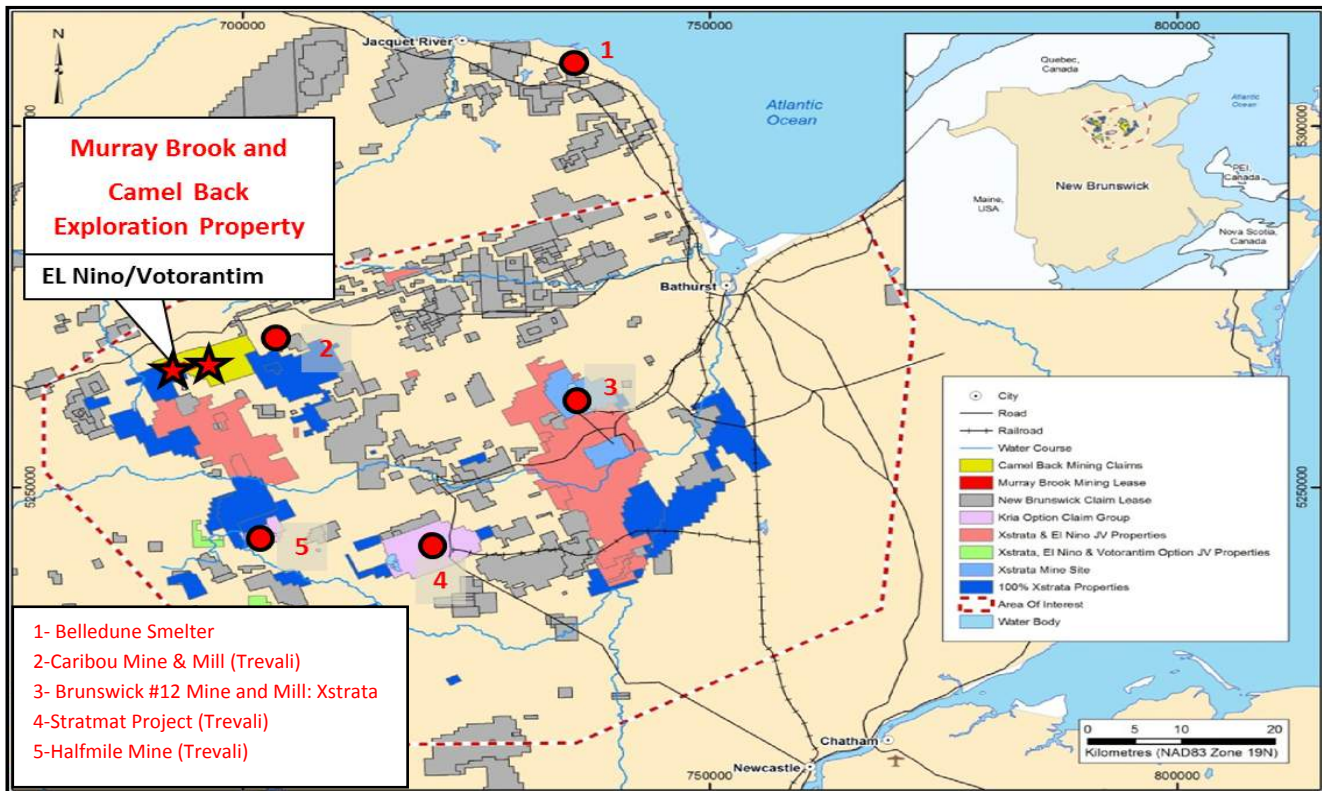 700000
750000
800000
N
Jacquet River
1
Atlantic
Ocean
Quebec,
Canada
Atlantic
Ocean
New Brunswick
PEI,
Canada
Maine,
USA
Nova Scotia,
Canada
5300000
Murray Brook and
Camel Back
Exploration Property
EL Nino/Votorantim
Bathurst
2
3
City
Road
Railroad
Water Course
Camel Back Mining Claims
Murray Brook Mining Lease
New Brunswick Claim Lease
Kria Option Claim Group
Xstrata & El Nino JV Properties
Xstrata, El Nino & Votorantim Option JV Properties
Xstrata Mine Site
100% Xstrata Properties
Area Of Interest
Water Body
5250000
5250000
5
4
1- Belledune Smelter
2-Caribou Mine & Mill (Trevali)
3- Brunswick #12 Mine and Mill: Xstrata
4-Stratmat Project (Trevali)
5-Halfmile Mine (Trevali)
0 5 10 20
Kilometres (NAD83 Zone 19N)
Chatham
Newcastle
750000
800000